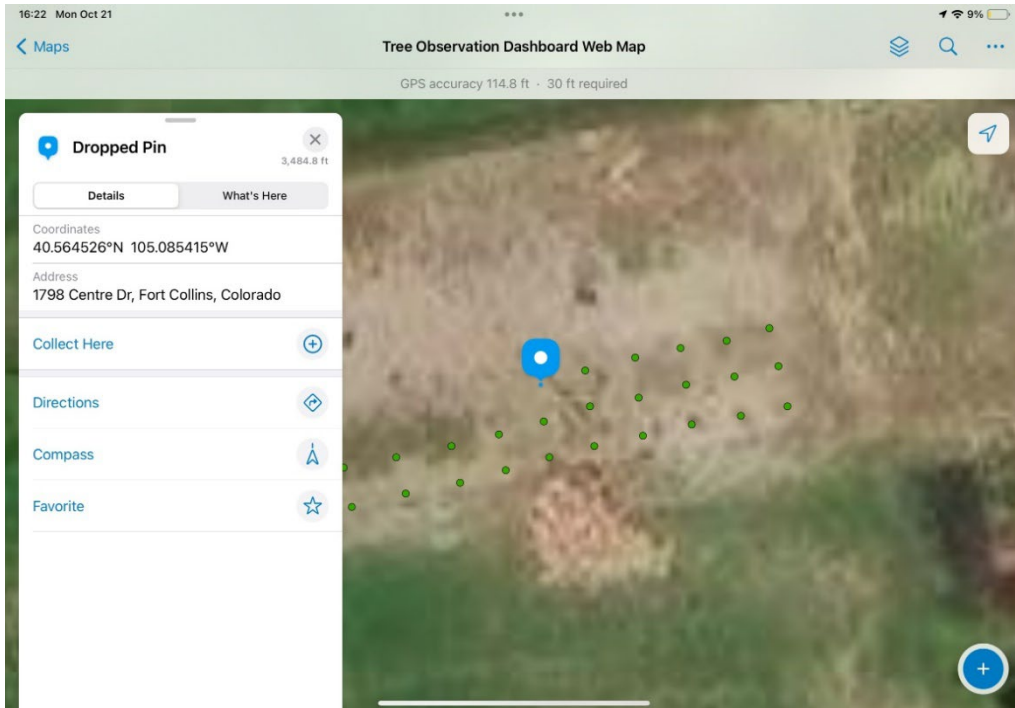 16:22 Mon Oct 21
9%
Maps
Tree Observation Dashboard Web Map
GPS accuracy 114.8 ft · 30 ft required
Dropped Pin
3,484.8 ft
Details
What's Here
Coordinates
40.564526°N 105.085415°W
Address
1798 Centre Dr, Fort Collins, Colorado
Collect Here
Directions
Compass
Favorite